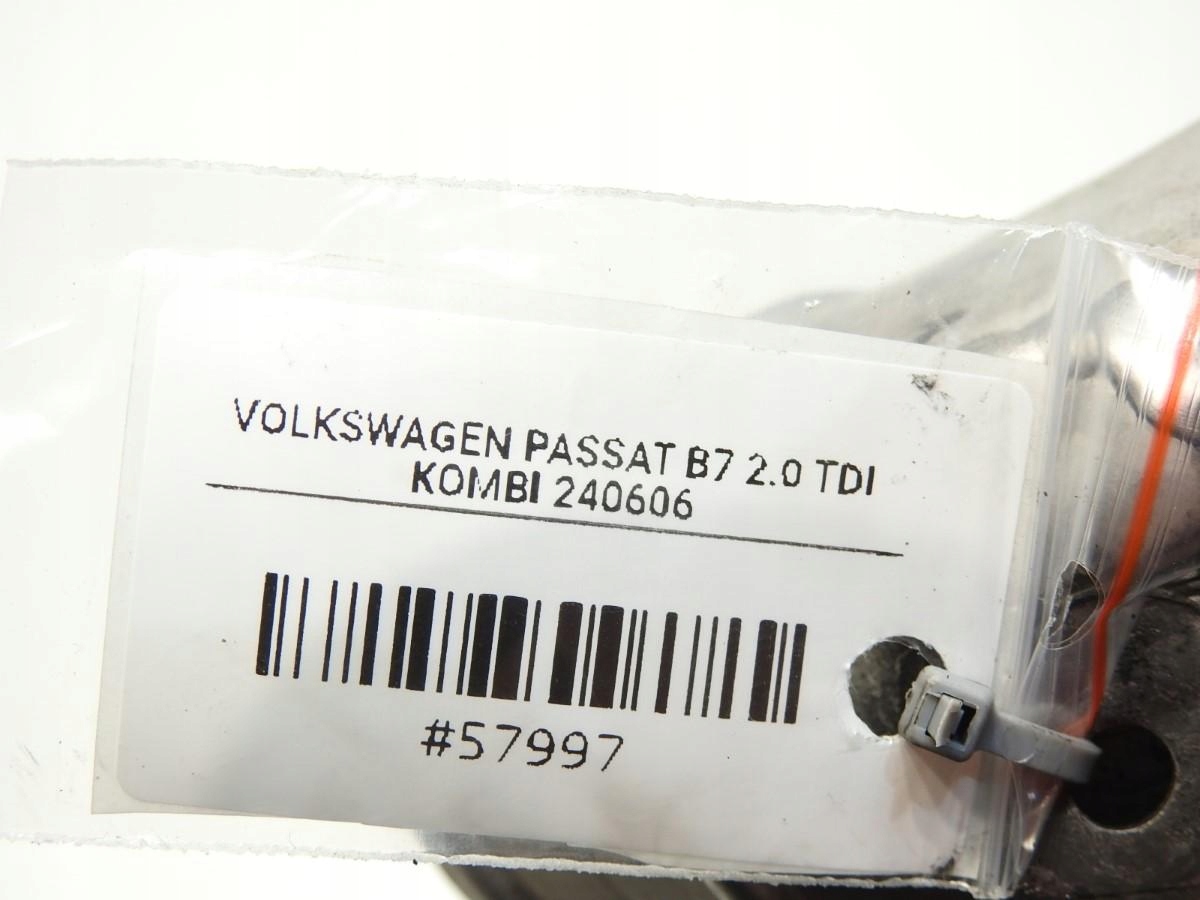 VOLKSWAGEN PASSAT B7 2.0 TDI
KOMBI 240606
#57997